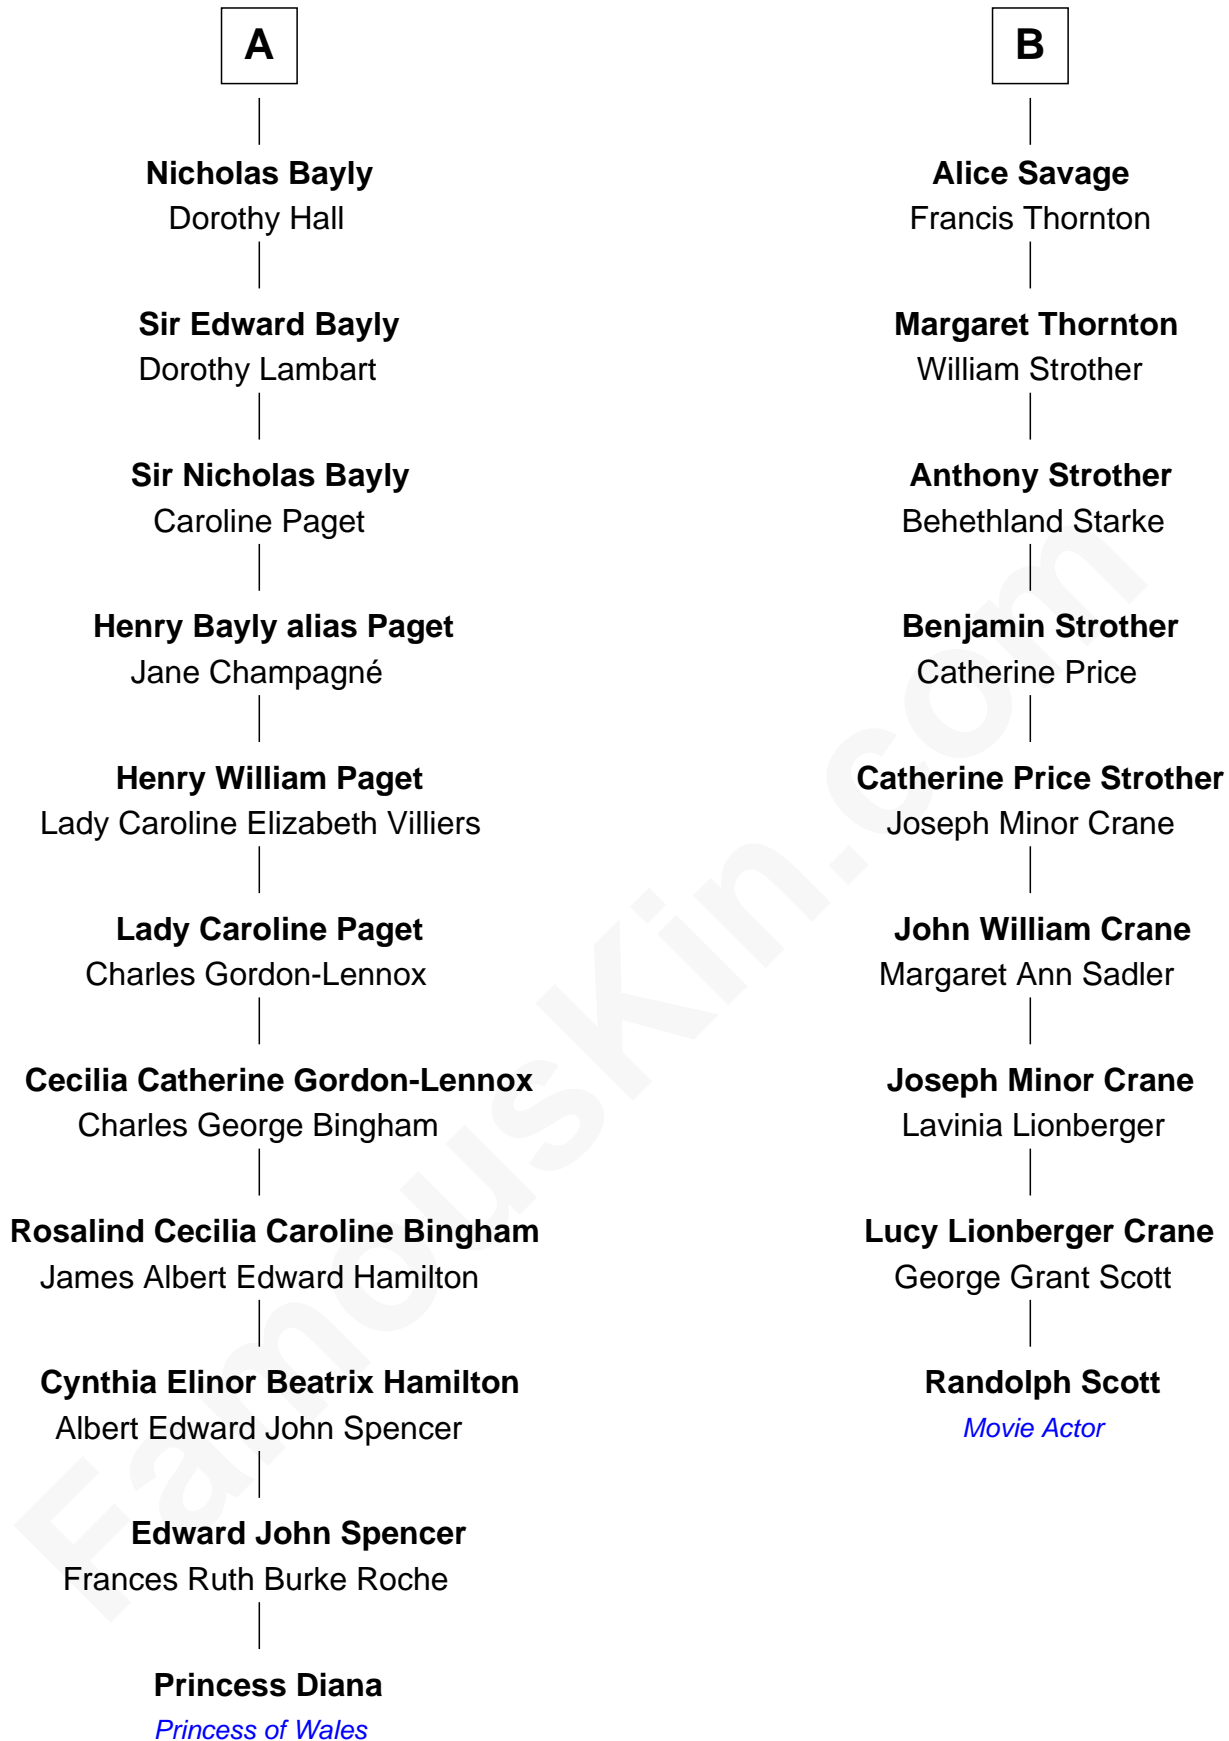 A
Nicholas Bayly
Dorothy Hall
Sir Edward Bayly
Dorothy Lambart
Sir Nicholas Bayly
Caroline Paget
Henry Bayly alias Paget
Jane Champagné
Henry William Paget
Lady Caroline Elizabeth Villiers
Lady Caroline Paget
Charles Gordon-Lennox
Cecilia Catherine Gordon-Lennox
Charles George Bingham
Rosalind Cecilia Caroline Bingham
James Albert Edward Hamilton
Cynthia Elinor Beatrix Hamilton
Albert Edward John Spencer
Edward John Spencer
Frances Ruth Burke Roche
Princess Diana
Princess of Wales
B
Alice Savage
Francis Thornton
Margaret Thornton
William Strother
Anthony Strother
Behethland Starke
Benjamin Strother
Catherine Price
Catherine Price Strother
Joseph Minor Crane
John William Crane
Margaret Ann Sadler
Joseph Minor Crane
Lavinia Lionberger
Lucy Lionberger Crane
George Grant Scott
Randolph Scott
Movie Actor
FamousKin.com